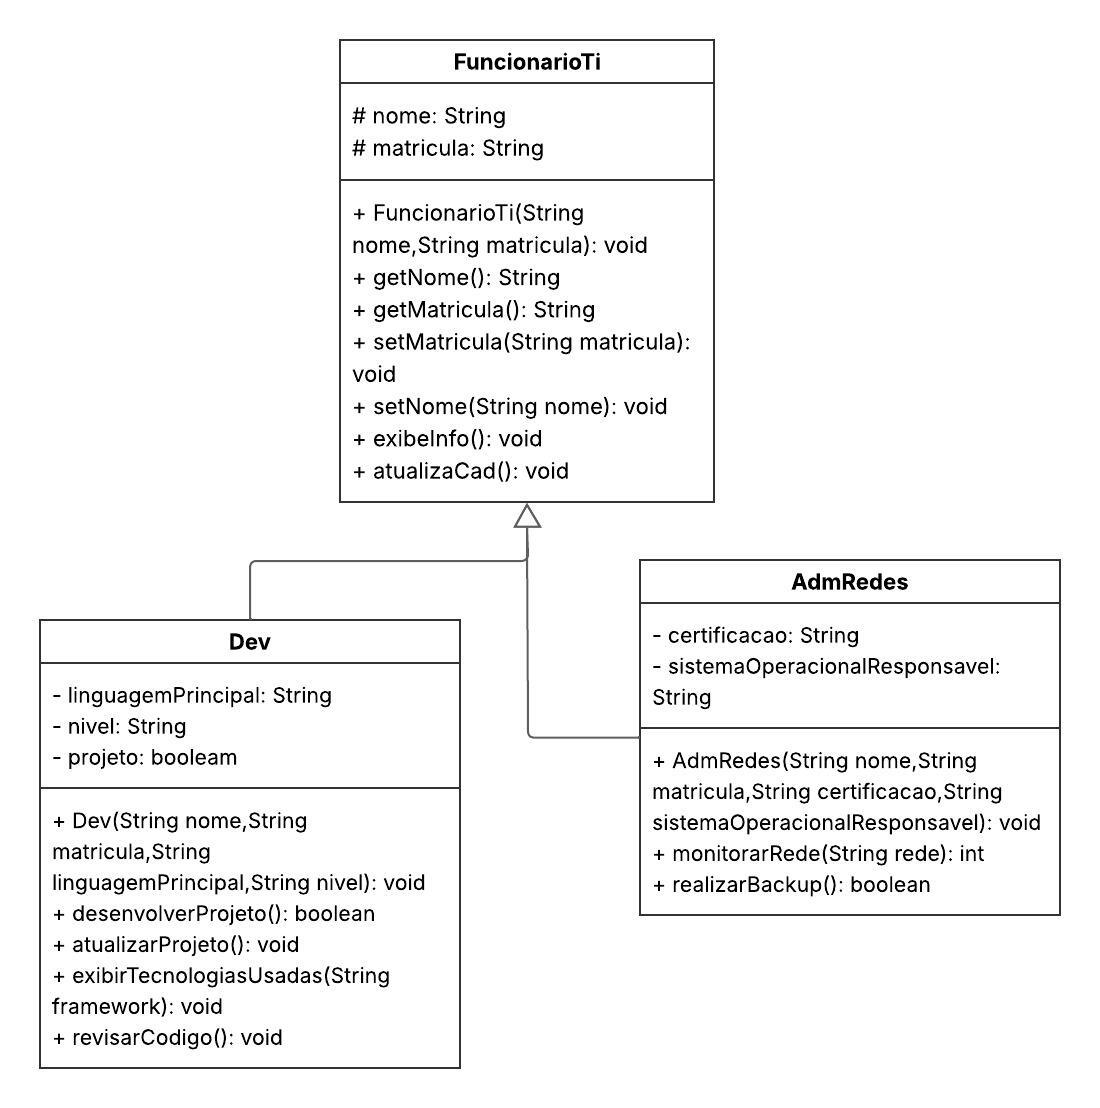 FuncionarioTi
# nome: String
# matricula: String
+ FuncionarioTi(String
nome,String matricula): void
+ getNome(): String
+ getMatricula(): String
+ setMatricula(String matricula):
void
+ setNome(String nome): void
+ exibeInfo(): void
+ atualizaCad(): void
Dev
- linguagemPrincipal: String
- nivel: String
- projeto: booleam
+ Dev(String nome,String
matricula,String
linguagemPrincipal,String nivel): void
+ desenvolverProjeto(): boolean
+ atualizarProjeto(): void
+ exibirTecnologiasUsadas(String
framework): void
+ revisarCodigo(): void
AdmRedes
- certificacao: String
- sistemaOperacionalResponsavel:
String
+ AdmRedes(String nome,String
matricula,String certificacao,String
sistemaOperacionalResponsavel): void
+ monitorarRede(String rede): int
+ realizarBackup(): boolean